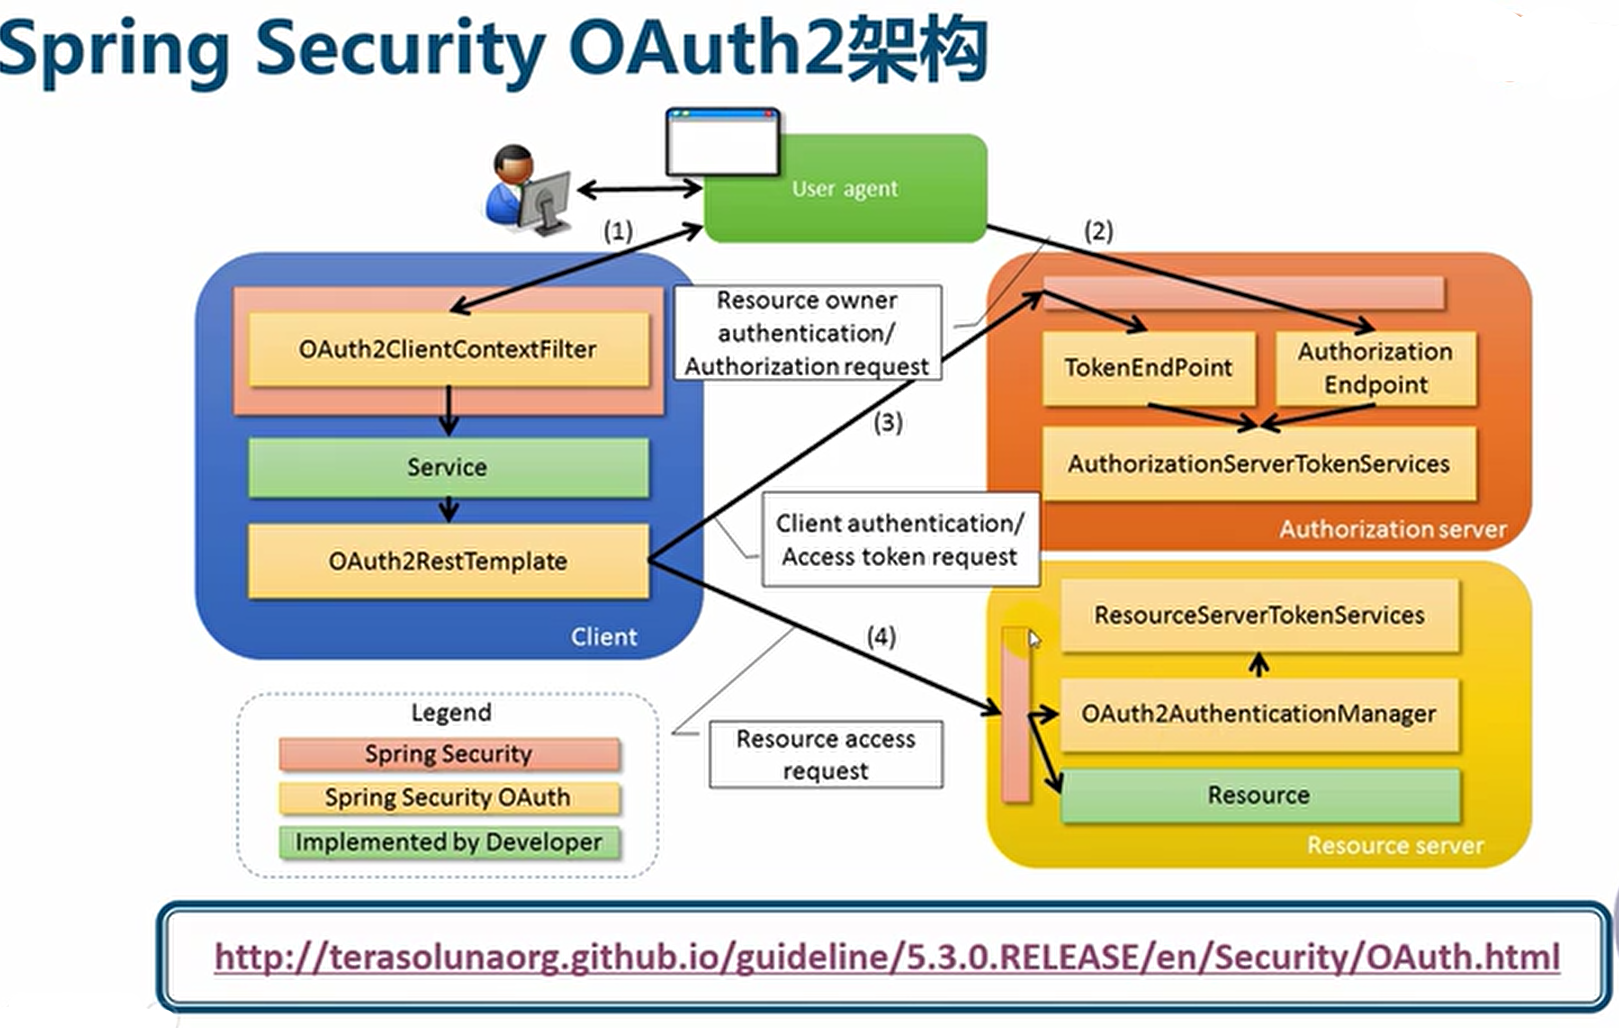 Spring Security OAuth2架构
User agent
(1)
(2)
OAuth2ClientContextFilter
Service
OAuth2RestTemplate
Client
Resource owner
authentication/
Authorization request
(3)
Client authentication/
Access token request
(4)
Resource access
request
TokenEndPoint
Authorization
Endpoint
AuthorizationServerTokenServices
Authorization server
ResourceServerTokenServices
OAuth2AuthenticationManager
Resource
Resource server
Legend
Spring Security
Spring Security OAuth
Implemented by Developer
http://terasolunaorg.github.io/guideline/5.3.0.RELEASE/en/Security/OAuth.html